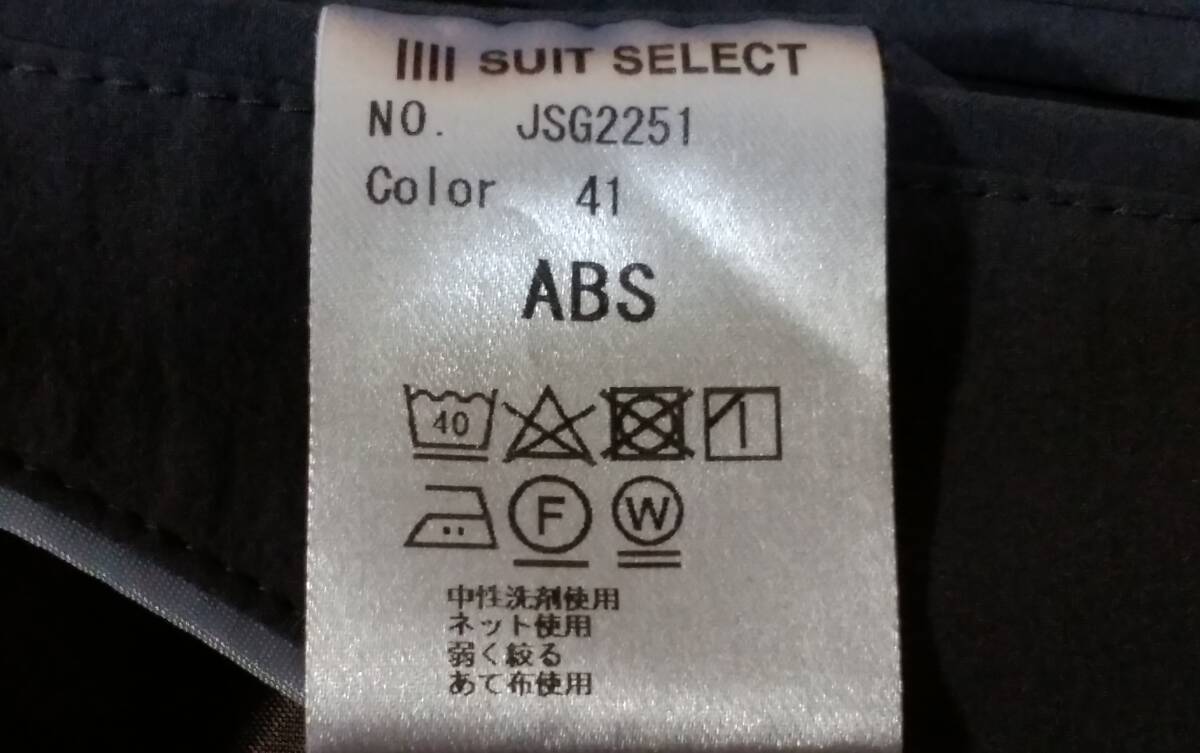 SUIT SELECT
NO. JSG2251
Color 41
ABS
40
F W
中性洗剤使用
ネット使用
弱く絞る
あて布使用